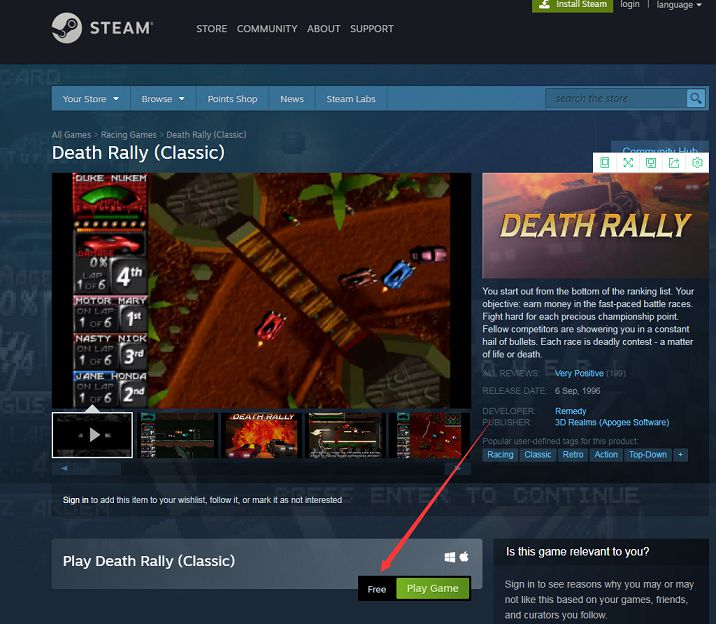 Install Steam
login | language
STEAM®
STORE COMMUNITY ABOUT SUPPORT
Your Store Browse Points Shop News Steam Labs search the store
All Games > Racing Games > Death Rally (Classic)
Death Rally (Classic)
Community Hub
DUKE NUKEM
MPH
DAMAGE
0%
LAP
1 OF 6
4th
MOTOR MARY
ON LAP:
1 OF 6
1st
NASTY NICK
ON LAP:
1 OF 6
3rd
JANE HONDA
ON LAP:
1 OF 6
2nd
DEATH RALLY
You start out from the bottom of the ranking list. Your
objective: earn money in the fast-paced battle races.
Fight hard for each precious championship point.
Fellow competitors are showering you in a constant
hail of bullets. Each race is deadly contest - a matter
of life or death.
ALL REVIEWS: Very Positive (199)
RELEASE DATE: 6 Sep, 1996
DEVELOPER: Remedy
PUBLISHER: 3D Realms (Apogee Software)
Popular user-defined tags for this product:
Racing Classic Retro Action Top-Down +
DEATH RALLY
Sign in to add this item to your wishlist, follow it, or mark it as not interested
PRESS ENTER TO CONTINUE
Play Death Rally (Classic)
Free Play Game
Is this game relevant to you?
Sign in to see reasons why you may or may
not like this based on your games, friends,
and curators you follow.